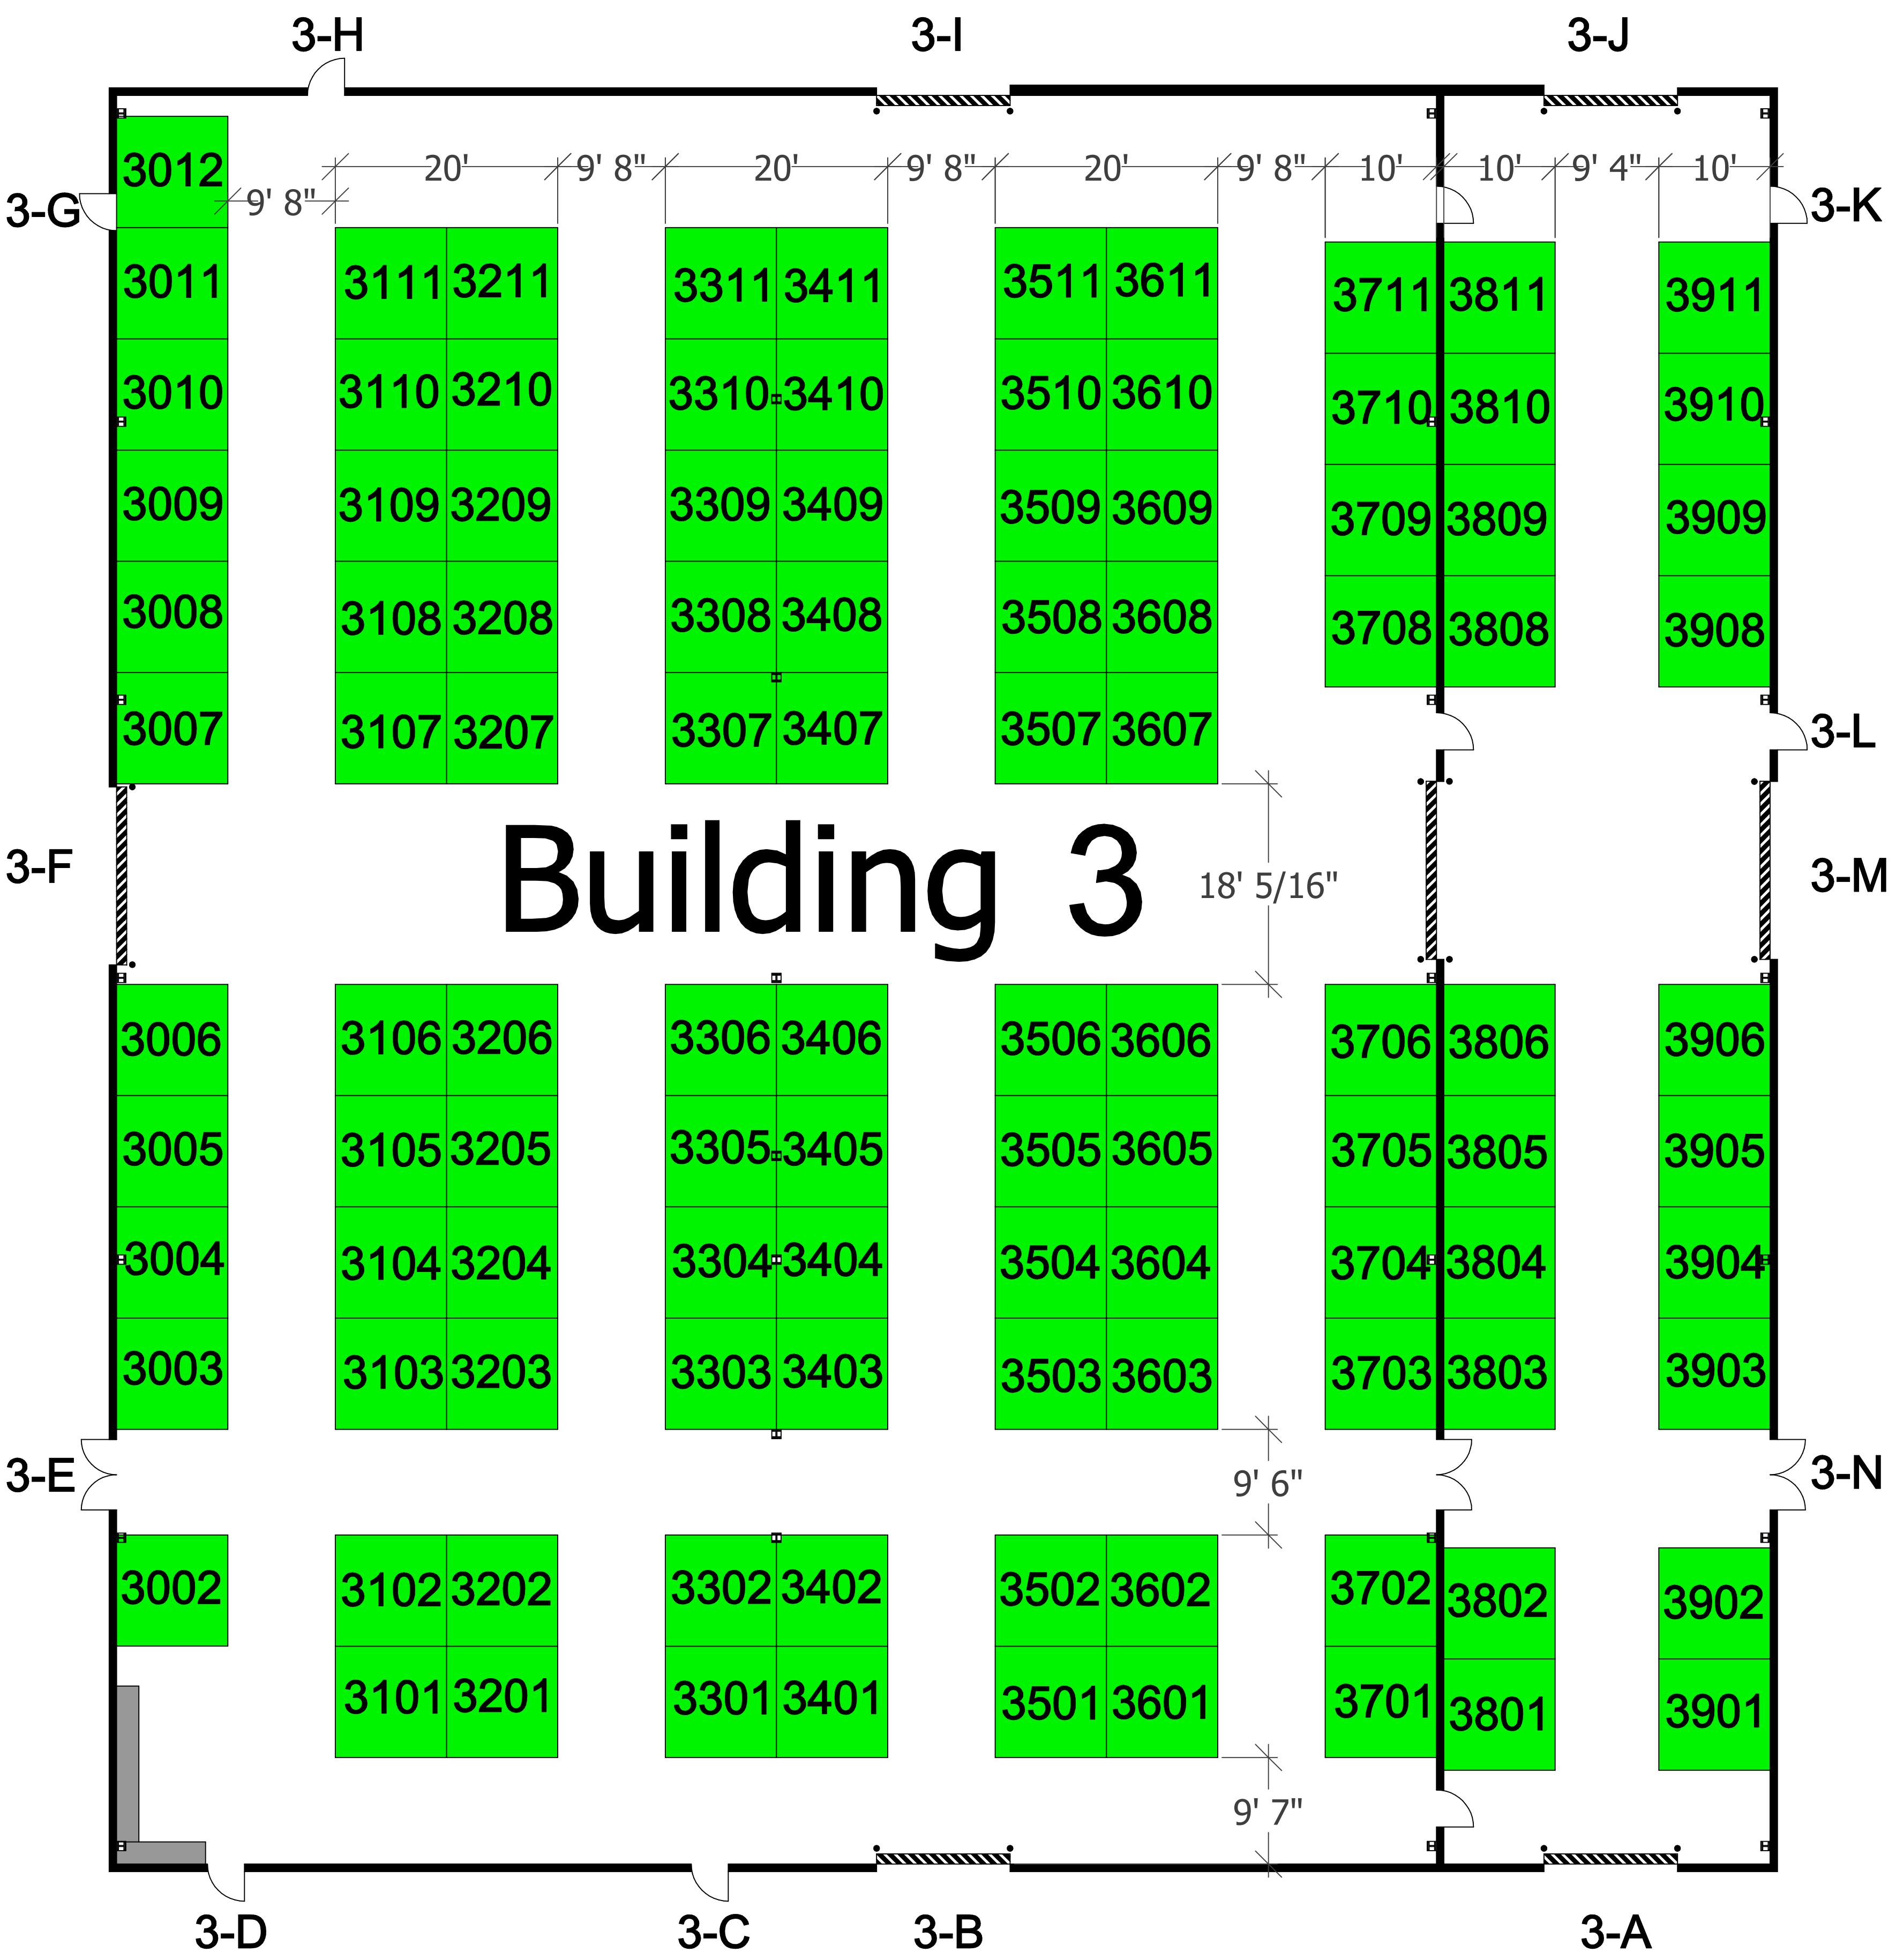 3-H 3-I 3-J
3012 20' 9' 8" 20' 9' 8" 20' 9' 8" 10' 10' 9' 4" 10'
3-G 9' 8" 3-K
3011 3111 3211 3311 3411 3511 3611 3711 3811 3911
3010 3110 3210 3310 3410 3510 3610 3710 3810 3910
3009 3109 3209 3309 3409 3509 3609 3709 3809 3909
3008 3108 3208 3308 3408 3508 3608 3708 3808 3908
3007 3107 3207 3307 3407 3507 3607 3-L
3-F Building 3 18' 5/16" 3-M
3006 3106 3206 3306 3406 3506 3606 3706 3806 3906
3005 3105 3205 3305 3405 3505 3605 3705 3805 3905
3004 3104 3204 3304 3404 3504 3604 3704 3804 3904
3003 3103 3203 3303 3403 3503 3603 3703 3803 3903
3-E 9' 6" 3-N
3002 3102 3202 3302 3402 3502 3602 3702 3802 3902
3101 3201 3301 3401 3501 3601 3701 3801 3901
9' 7"
3-D 3-C 3-B 3-A